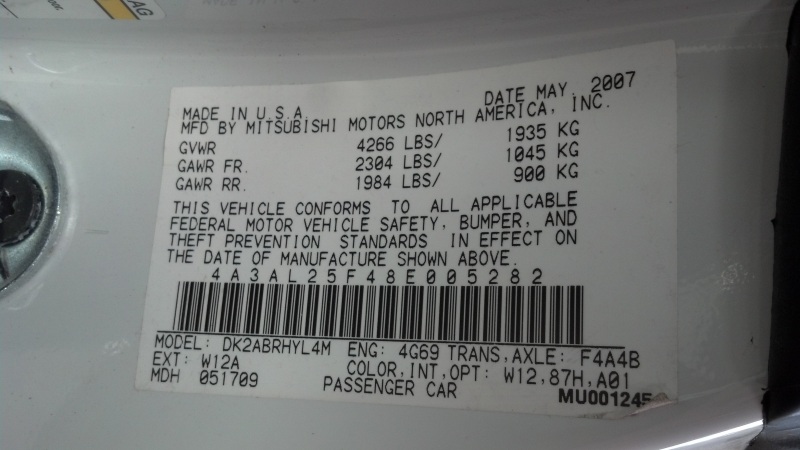 AG
DATE MAY, 2007
MADE IN U.S.A.
MFD BY MITSUBISHI MOTORS NORTH AMERICA, INC.
GVWR 4266 LBS/ 1935 KG
GAWR FR. 2304 LBS/ 1045 KG
GAWR RR. 1984 LBS/ 900 KG
THIS VEHICLE CONFORMS TO ALL APPLICABLE
FEDERAL MOTOR VEHICLE SAFETY, BUMPER, AND
THEFT PREVENTION STANDARDS IN EFFECT ON
THE DATE OF MANUFACTURE SHOWN ABOVE.
4A3AL25F48E005282
MODEL: DK2ABRHYL4M ENG: 4G69 TRANS,AXLE: F4A4B
EXT: W12A COLOR,INT,OPT: W12,87H,A01
MDH 051709 PASSENGER CAR
MU001245